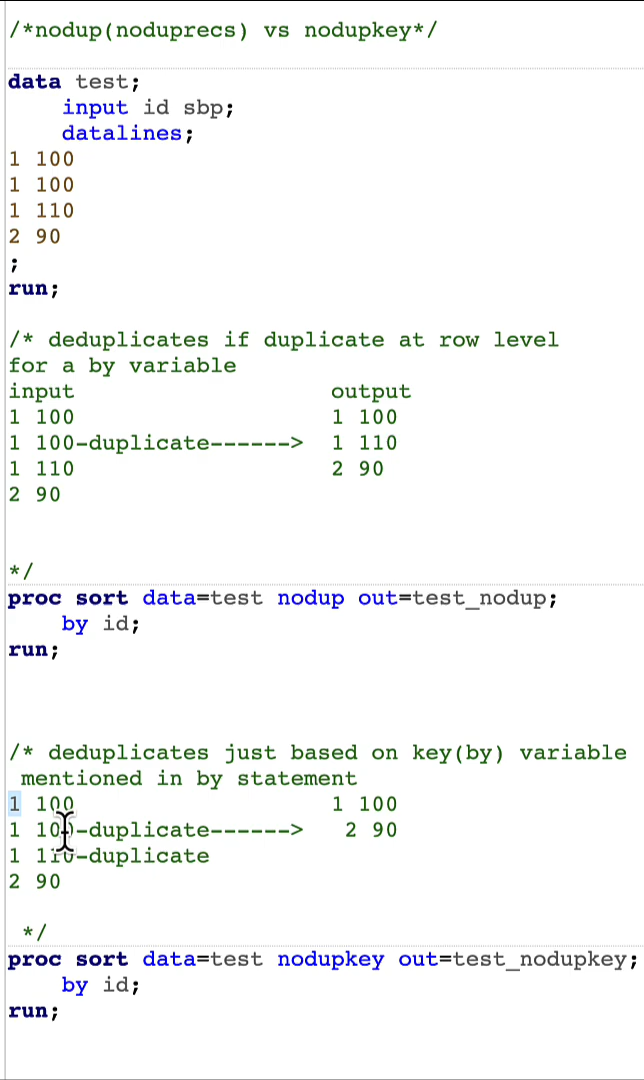 /*nodup(noduprecs) vs nodupkey*/
data test;
input id sbp;
datalines;
1 100
1 100
1 110
2 90
;
run;
/* deduplicates if duplicate at row level
for a by variable
input output
1 100 1 100
1 100-duplicate------> 1 110
1 110 2 90
2 90
*/
proc sort data=test nodup out=test_nodup;
by id;
run;
/* deduplicates just based on key(by) variable
mentioned in by statement
1 100 1 100
1 100-duplicate------> 2 90
1 110-duplicate
2 90
*/
proc sort data=test nodupkey out=test_nodupkey;
by id;
run;